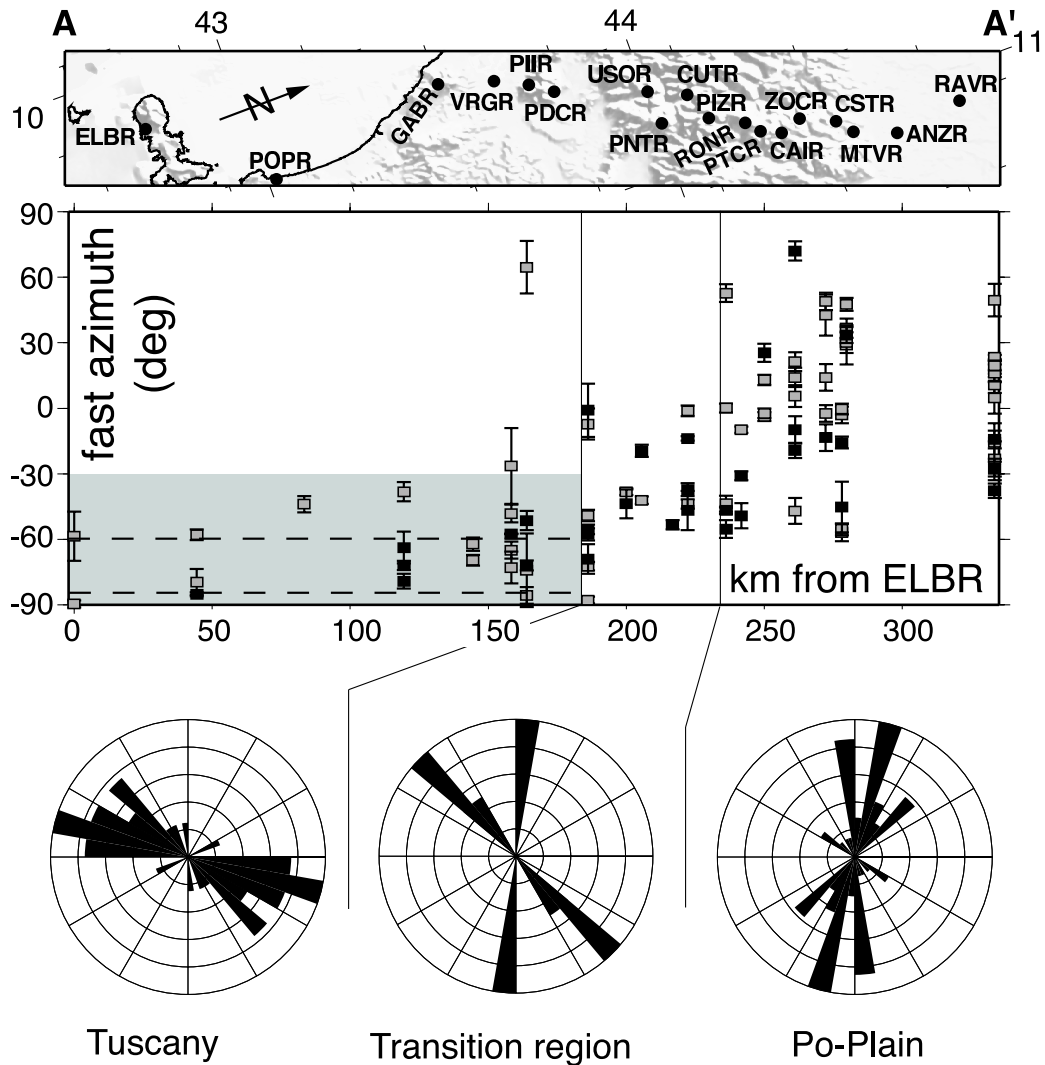 A 43 44 A'
11
10
N
ELBR
POPR
GABR
VRGR
PIIR
PDCR
USOR
PNTR
CUTR
RONR
PIZR
PTCR
CAIR
ZOCR
CSTR
MTVR
ANZR
RAVR
90
60
30
0
-30
-60
-90
fast azimuth
(deg)
km from ELBR
0 50 100 150 200 250 300
Tuscany
Transition region
Po-Plain